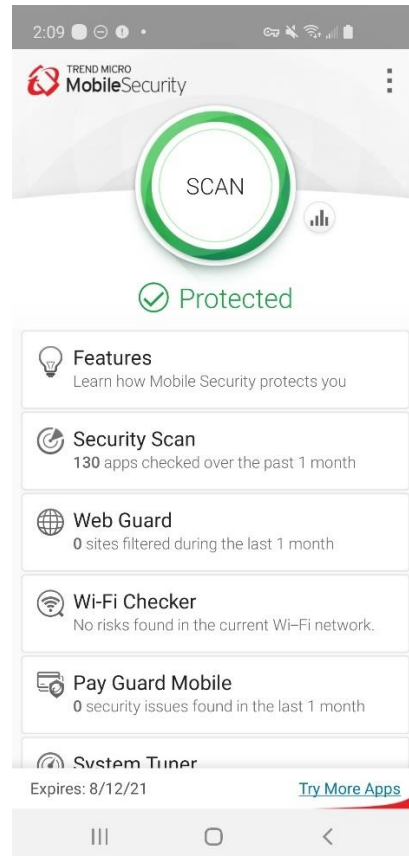 2:09
TREND MICRO
MobileSecurity
SCAN
Protected
Features
Learn how Mobile Security protects you
Security Scan
130 apps checked over the past 1 month
Web Guard
0 sites filtered during the last 1 month
Wi-Fi Checker
No risks found in the current Wi-Fi network.
Pay Guard Mobile
0 security issues found in the last 1 month
System Tuner
Expires: 8/12/21 Try More Apps